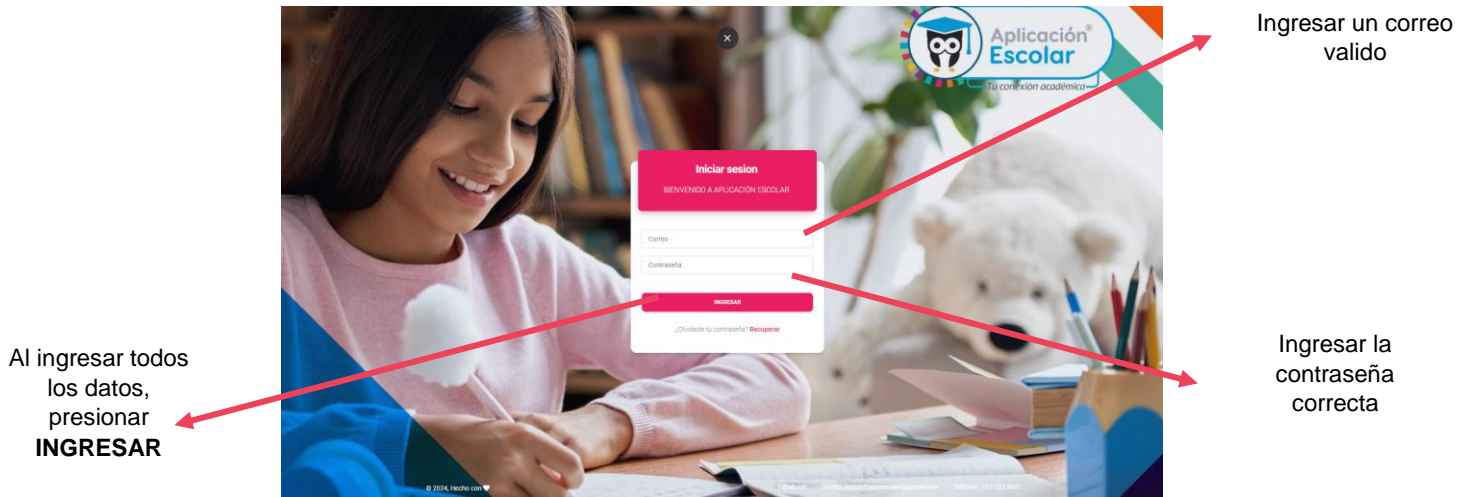 Ingresar un correo
valido
Aplicación®
Escolar
Tu conexión académica
Iniciar sesion
BIENVENIDO A APLICACIÓN ESCOLAR
Correo
Contraseña
INGRESAR
¿Olvidaste tu contraseña? Recuperar
Al ingresar todos
los datos,
presionar
INGRESAR
Ingresar la
contraseña
correcta
© 2024, Hecho con